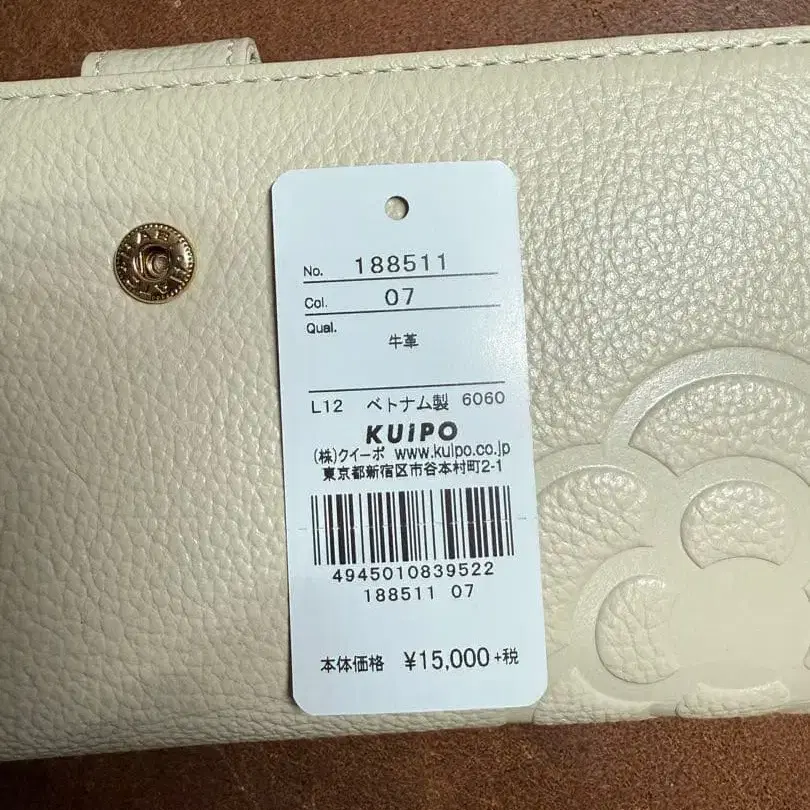 No. 188511
Col. 07
Qual.
牛革
L12 ベトナム製 6060
KUiPO
(株)クイーポ www.kuipo.co.jp
東京都新宿区市谷本村町2-1
4945010839522
188511 07
本体価格 ¥15,000+税